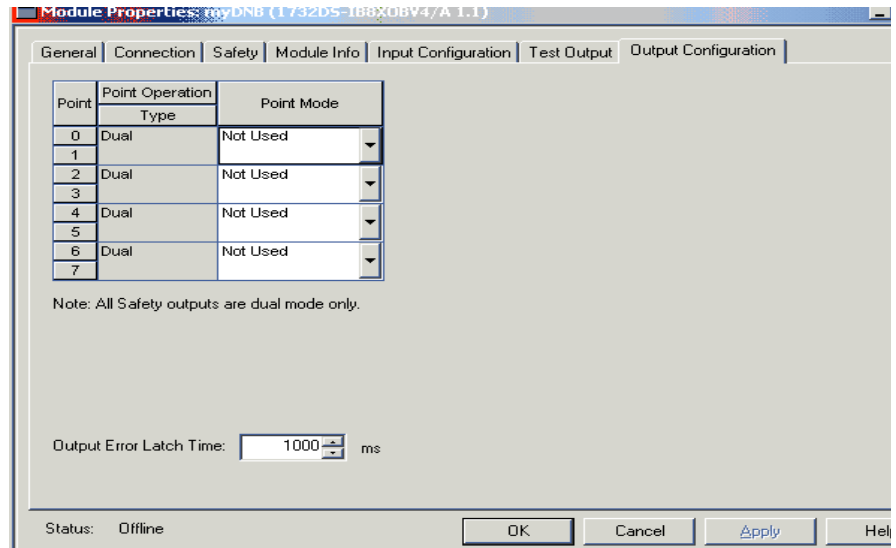 Module Properties: myDNB (1732DS-IB8XOBV4/A 1.1)
General Connection Safety Module Info Input Configuration Test Output Output Configuration
Point Point Operation Point Mode
Type
0 Dual Not Used
1
2 Dual Not Used
3
4 Dual Not Used
5
6 Dual Not Used
7
Note: All Safety outputs are dual mode only.
Output Error Latch Time: 1000 ms
Status: Offline OK Cancel Apply Help